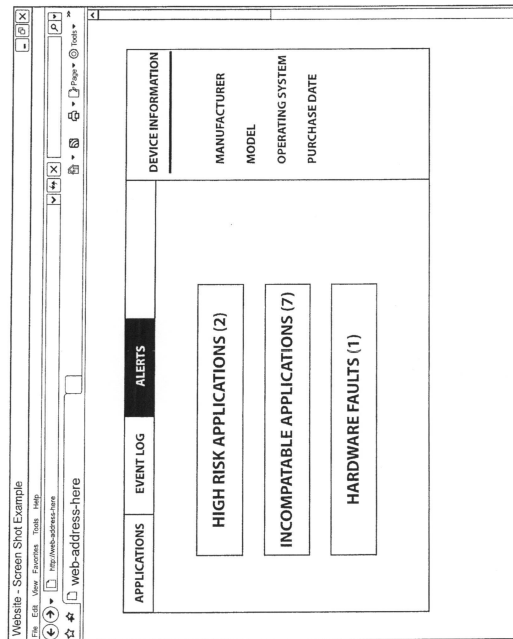 Website - Screen Shot Example
File Edit View Favorites Tools Help
http://web-address-here
web-address-here
Page Tools
APPLICATIONS EVENT LOG ALERTS
HIGH RISK APPLICATIONS (2)
INCOMPATABLE APPLICATIONS (7)
HARDWARE FAULTS (1)
DEVICE INFORMATION
MANUFACTURER
MODEL
OPERATING SYSTEM
PURCHASE DATE